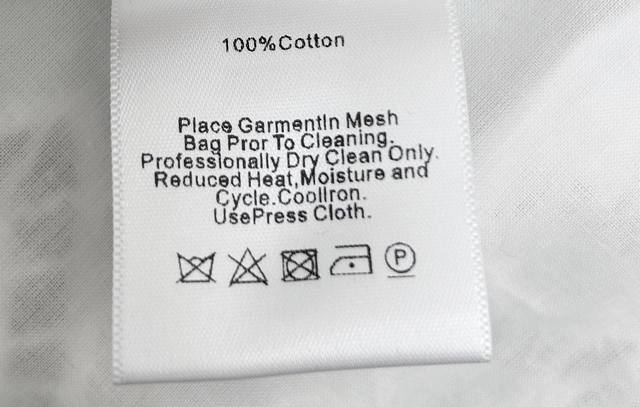 100%Cotton
Place GarmentIn Mesh
Bag Pror To Cleaning.
Professionally Dry Clean Only.
Reduced Heat,Moisture and
Cycle.CoolIron.
UsePress Cloth.
P